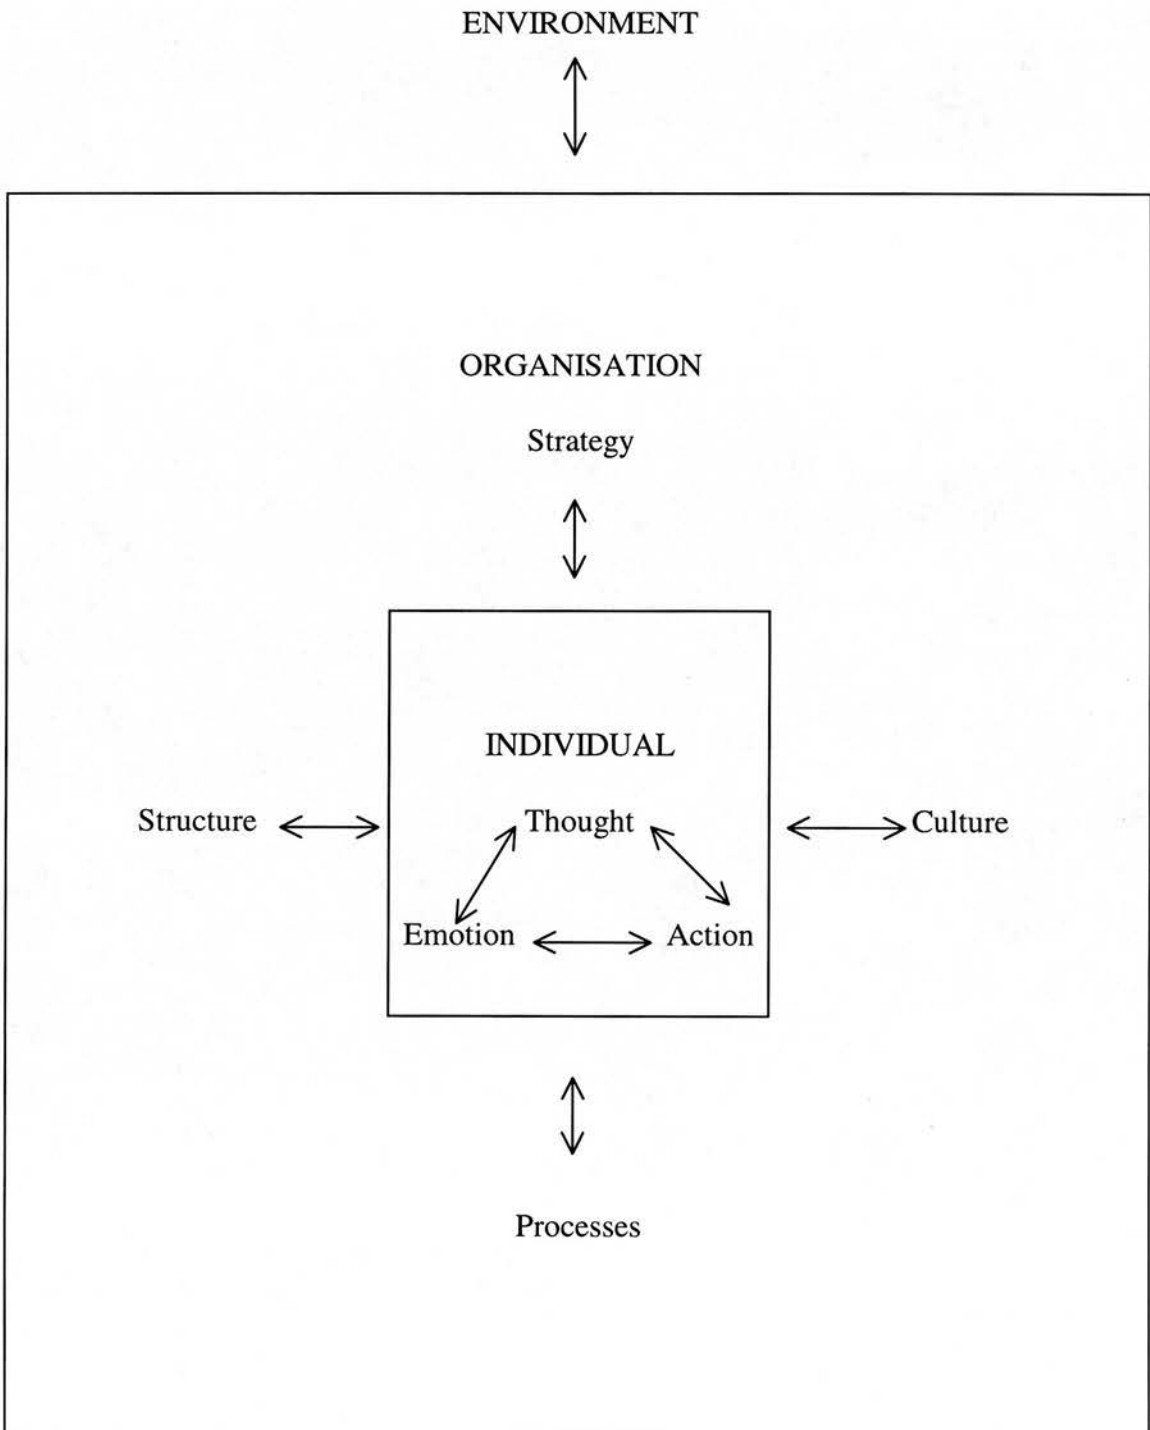 ENVIRONMENT
ORGANISATION
Strategy
INDIVIDUAL
Structure
Thought
Culture
Emotion
Action
Processes